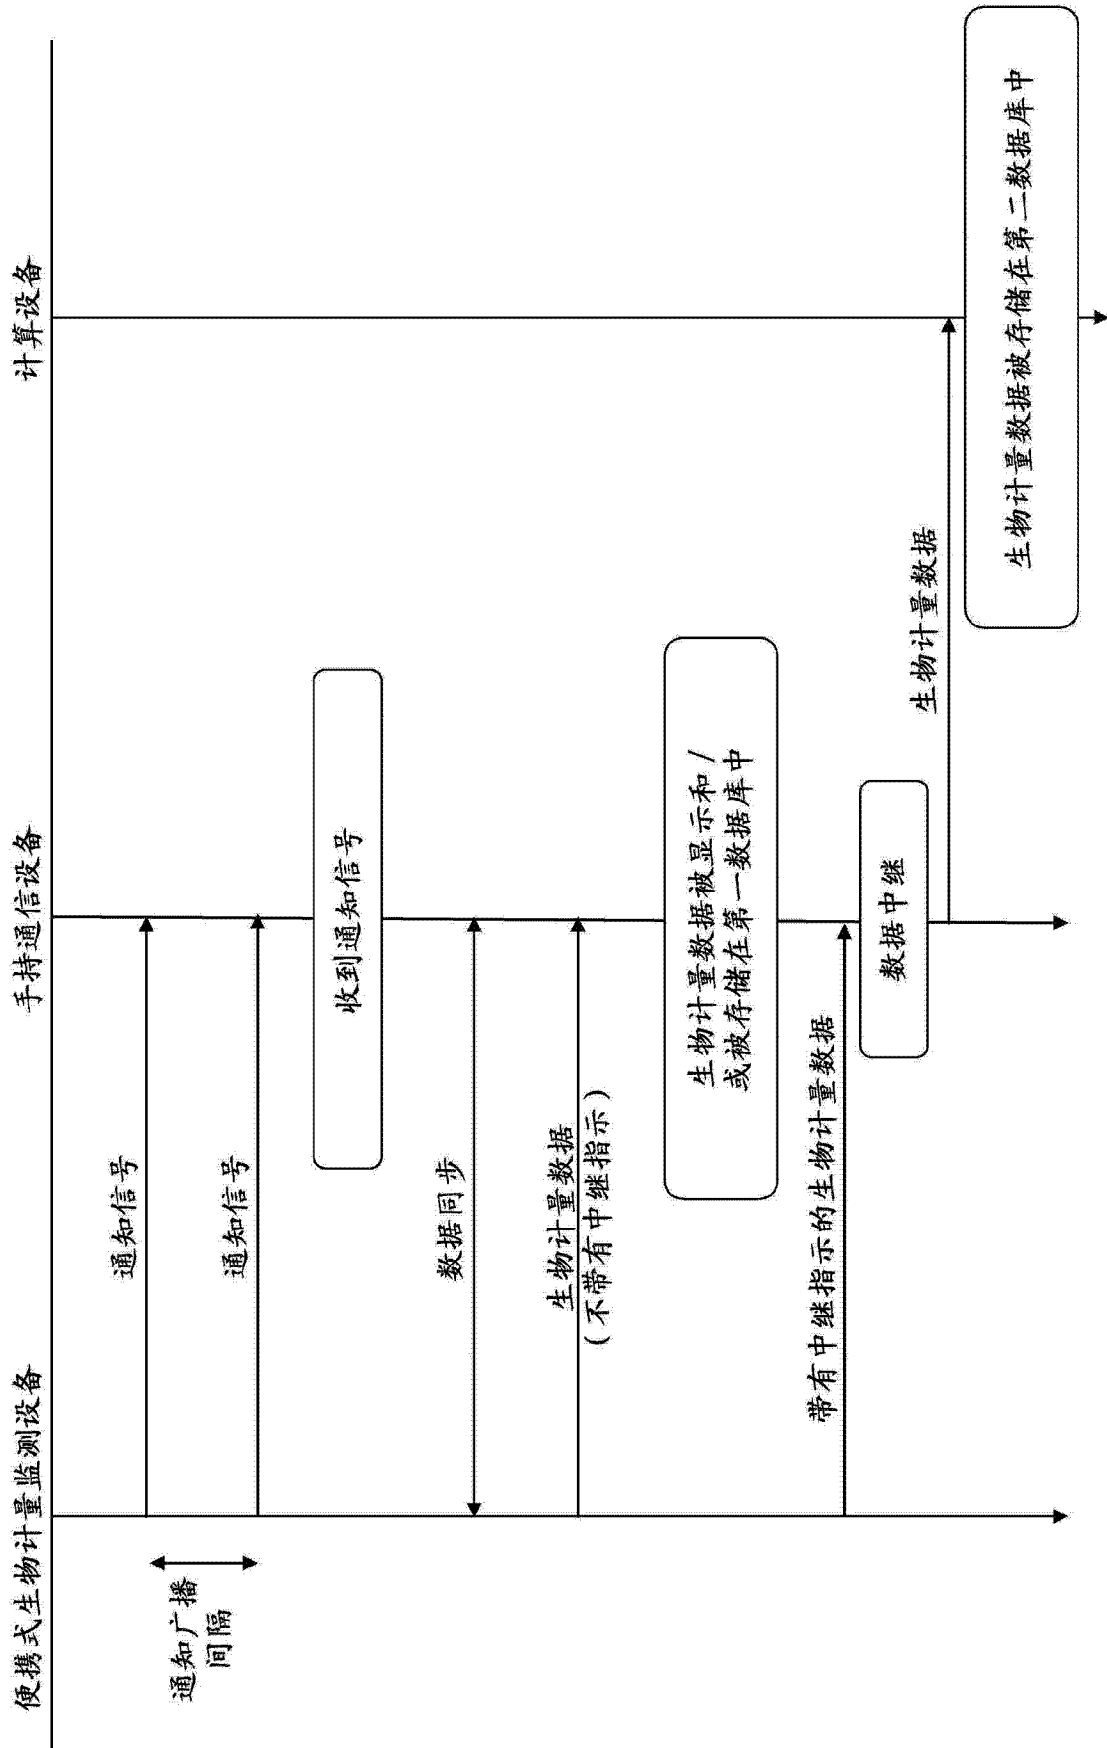 便携式生物计量监测设备
手持通信设备
计算设备
通知广播
间隔
通知信号
通知信号
收到通知信号
数据同步
生物计量数据
（不带有中继指示）
生物计量数据被显示和/
或被存储在第一数据库中
带有中继指示的生物计量数据
数据中继
生物计量数据
生物计量数据被存储在第二数据库中